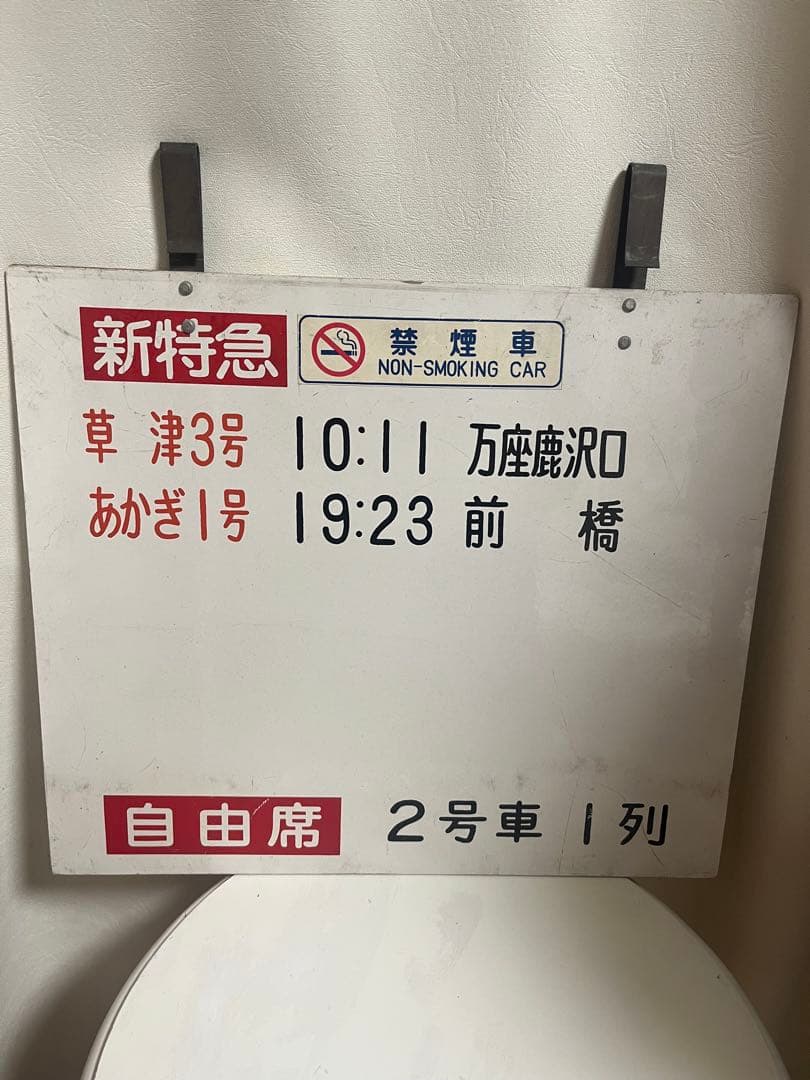 新特急 禁煙車
NON-SMOKING CAR
草津3号 10:11 万座鹿沢口
あかぎ1号 19:23 前橋
自由席 2号車 1列